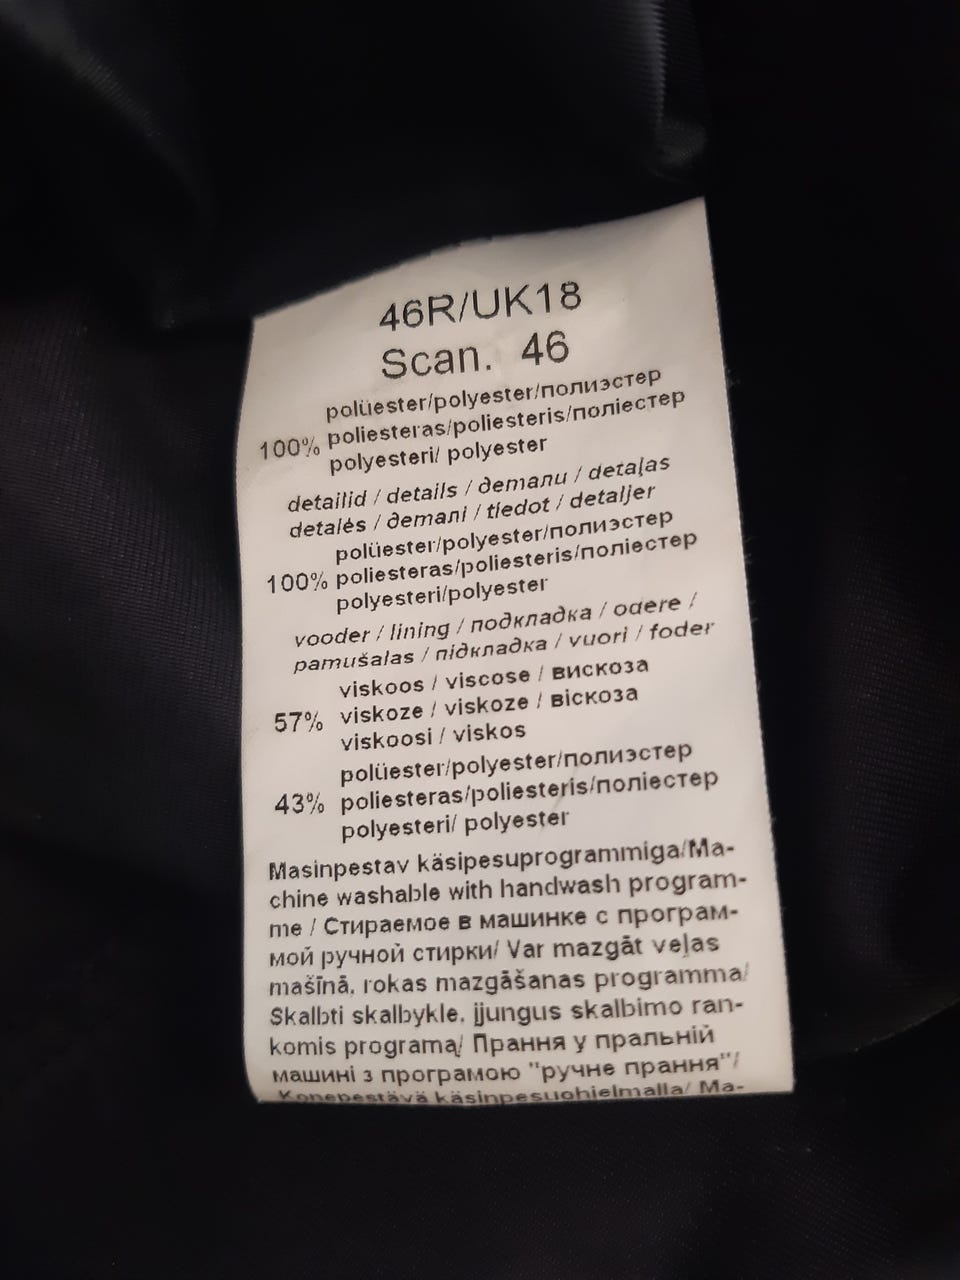 46R/UK18
Scan. 46
polüester/polyester/полиэстер
100% poliesteras/poliesteris/поліестер
polyesteri/ polyester
detailid / details / детали / detaļas
detalės / деталі / tiedot / detaljer
polüester/polyester/полиэстер
100% poliesteras/poliesteris/поліестер
polyesteri/polyester
vooder / lining / подкладка / odere /
pamušalas / підкладка / vuori / foder
viskoos / viscose / вискоза
57% viskoze / viskoze / віскоза
viskoosi / viskos
polüester/polyester/полиэстер
43% poliesteras/poliesteris/поліестер
polyesteri/ polyester
Masinpestav käsipesuprogrammiga/Ma-
chine washable with handwash program-
me / Стираемое в машинке с програм-
мой ручной стирки/ Var mazgāt veļas
mašīnā, rokas mazgāšanas programma/
Skalbti skalbykle, įjungus skalbimo ran-
komis programą/ Прання у пральній
машині з програмою "ручне прання"/
Konepestävä käsinpesuohjelmalla/ Ma-